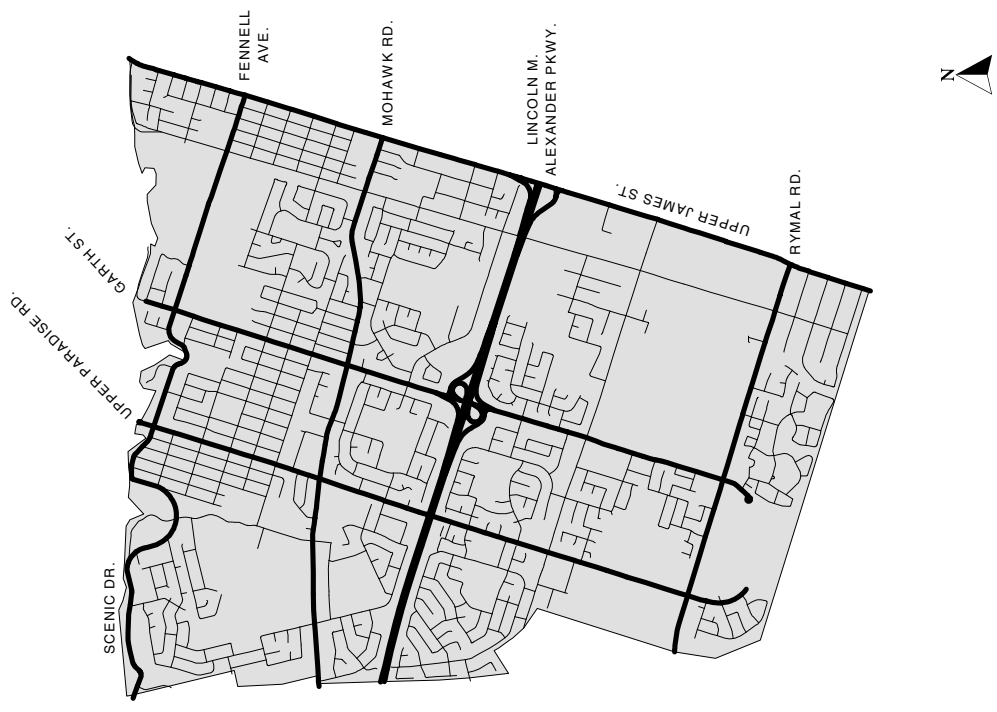 FENNELL
AVE.
MOHAWK RD.
LINCOLN M.
ALEXANDER PKWY.
N
UPPER JAMES ST.
RYMAL RD.
GARTH ST.
UPPER PARADISE RD.
SCENIC DR.